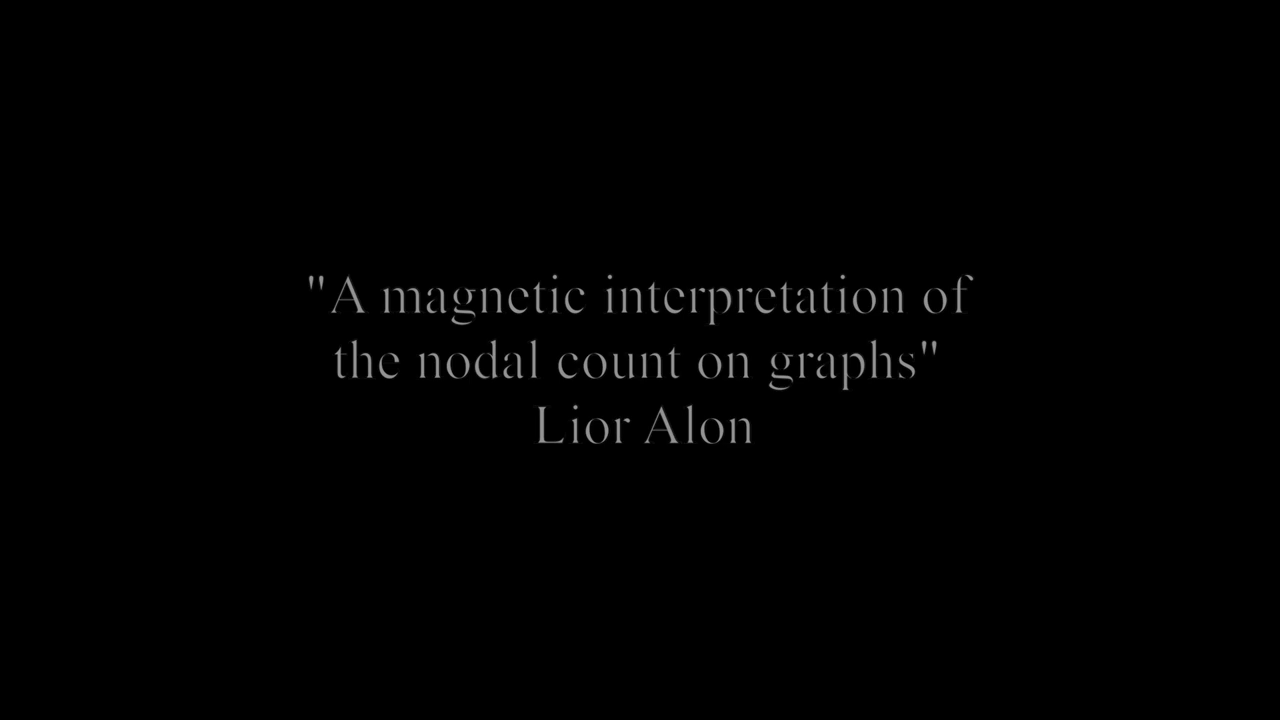 "A magnetic interpretation of
the nodal count on graphs"
Lior Alon